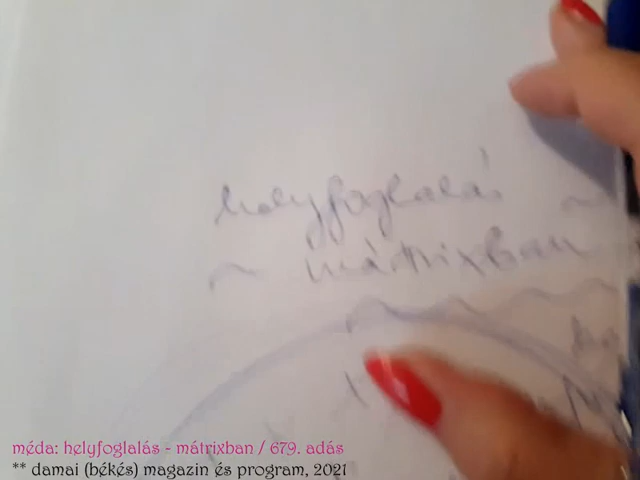 helyfoglalás ~
~ mátrixban
méda: helyfoglalás - mátrixban / 679. adás
** damai (békés) magazin és program, 2021